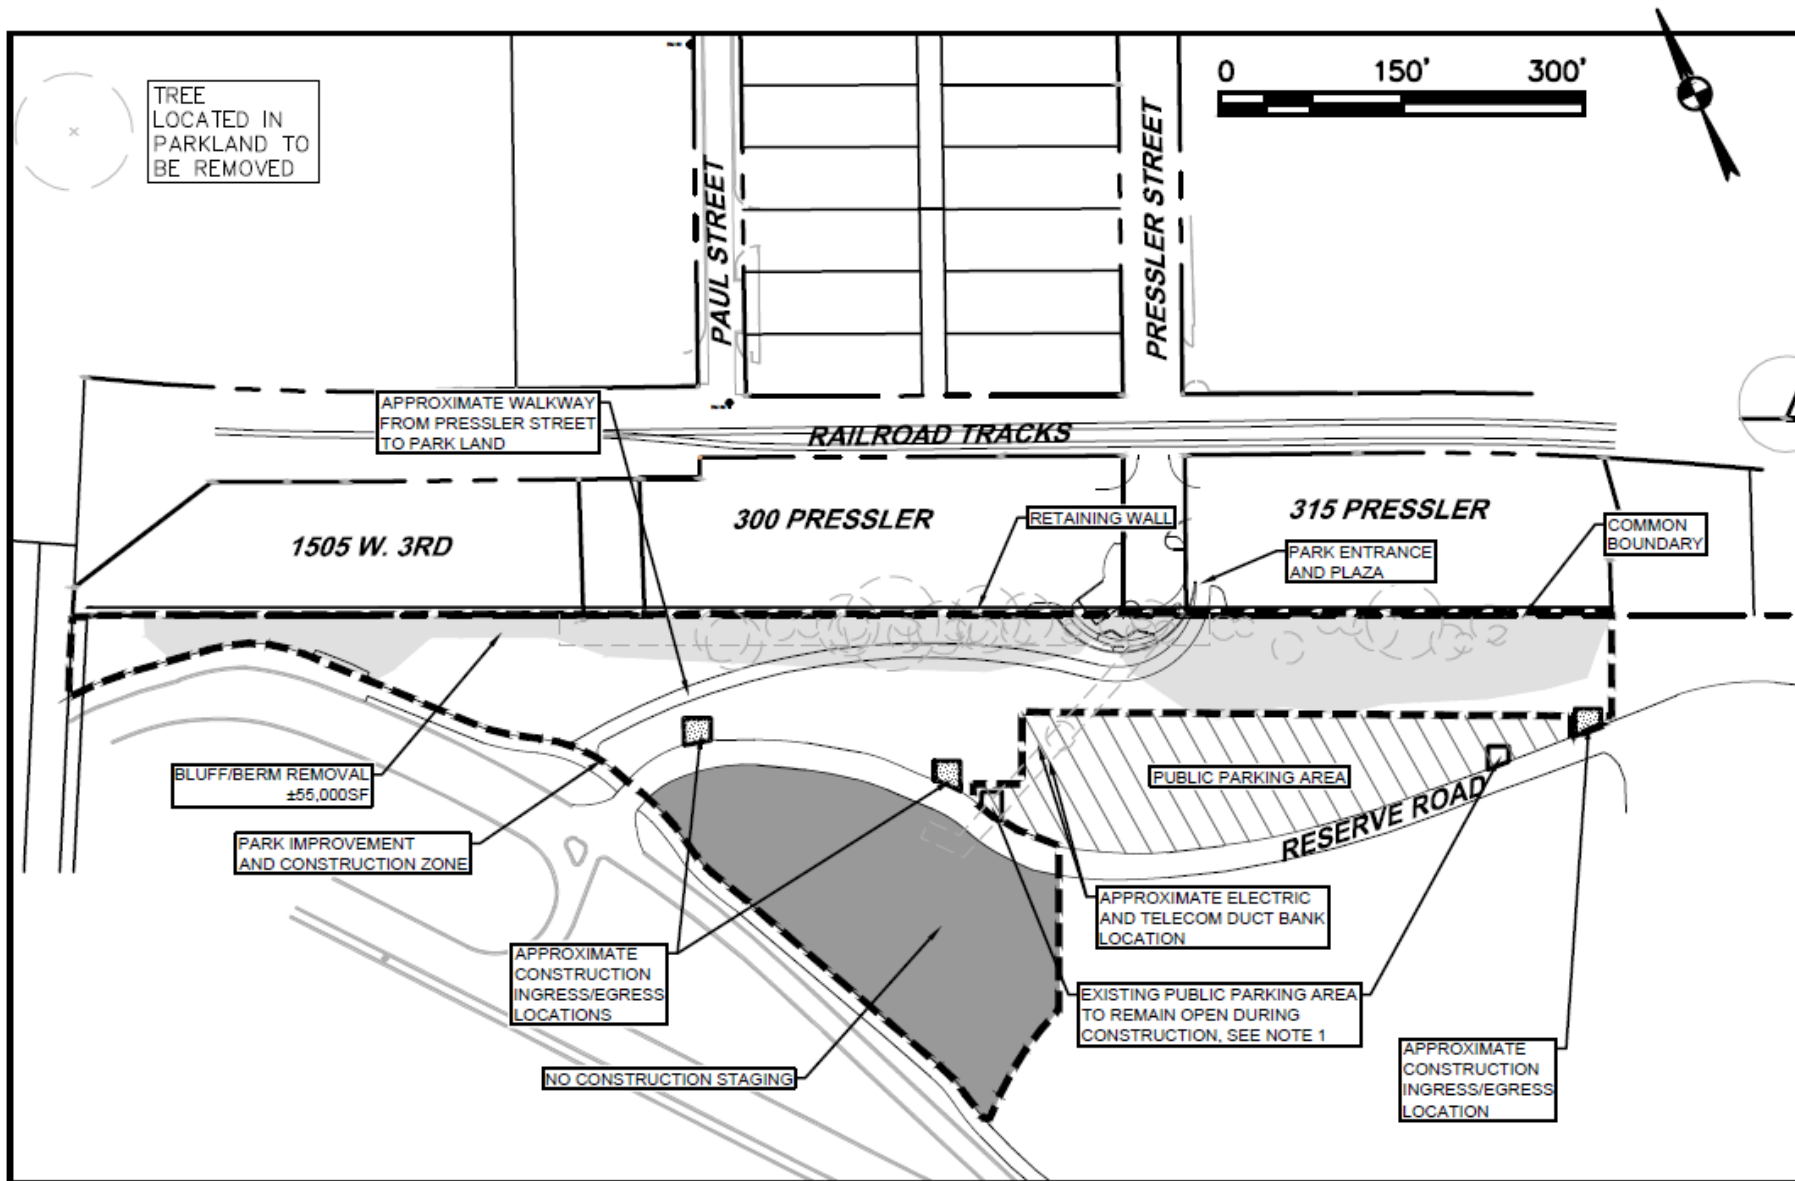 0 150' 300'
TREE
LOCATED IN
PARKLAND TO
BE REMOVED
PAUL STREET
PRESSLER STREET
APPROXIMATE WALKWAY
FROM PRESSLER STREET
TO PARK LAND
RAILROAD TRACKS
300 PRESSLER
RETAINING WALL
315 PRESSLER
COMMON
BOUNDARY
1505 W. 3RD
PARK ENTRANCE
AND PLAZA
BLUFF/BERM REMOVAL
±55,000SF
PUBLIC PARKING AREA
RESERVE ROAD
PARK IMPROVEMENT
AND CONSTRUCTION ZONE
APPROXIMATE ELECTRIC
AND TELECOM DUCT BANK
LOCATION
APPROXIMATE
CONSTRUCTION
INGRESS/EGRESS
LOCATIONS
EXISTING PUBLIC PARKING AREA
TO REMAIN OPEN DURING
CONSTRUCTION, SEE NOTE 1
APPROXIMATE
CONSTRUCTION
INGRESS/EGRESS
LOCATION
NO CONSTRUCTION STAGING